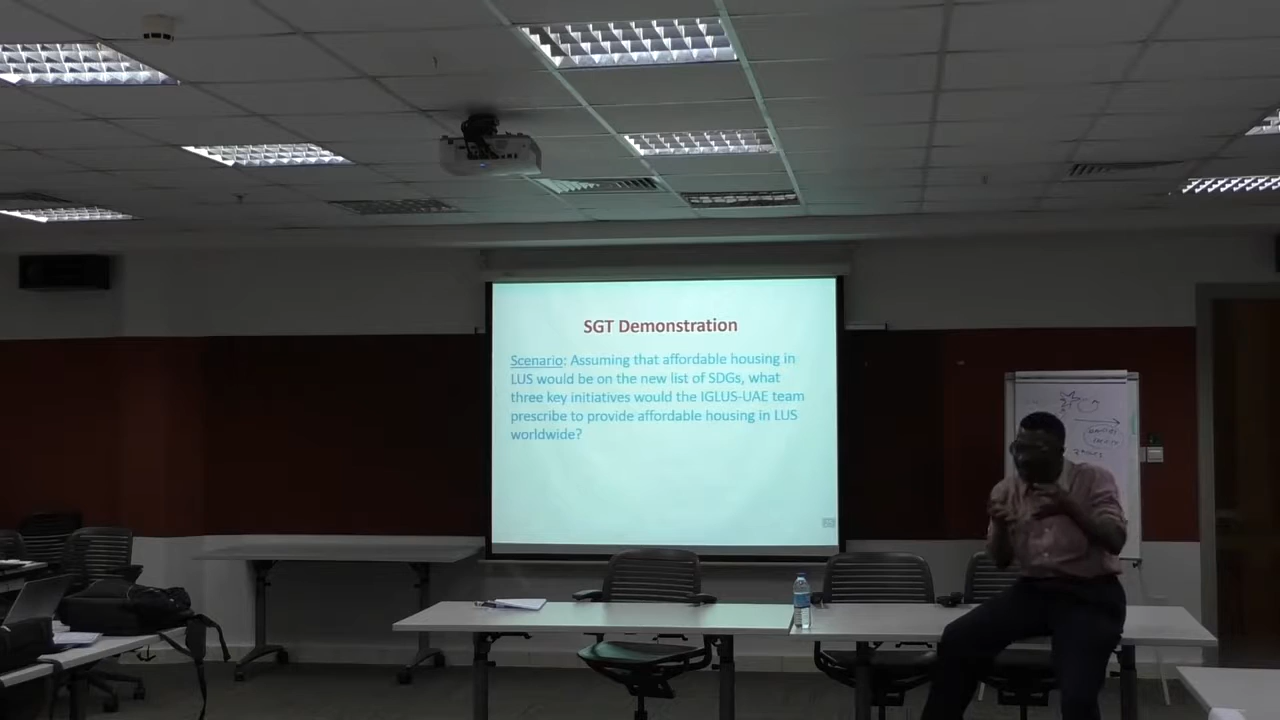 SGT Demonstration
Scenario: Assuming that affordable housing in
LUS would be on the new list of SDGs, what
three key initiatives would the IGLUS-UAE team
prescribe to provide affordable housing in LUS
worldwide?